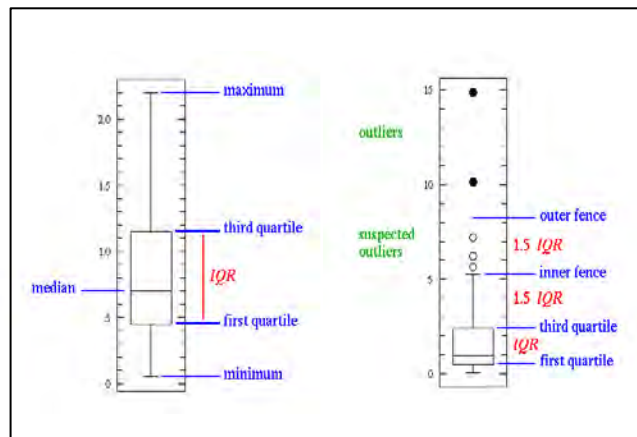 maximum
2.0
1.5
third quartile
1.0
IQR
median
.5
first quartile
minimum
0
15
outliers
10
outer fence
suspected
outliers
1.5 IQR
inner fence
5
1.5 IQR
third quartile
IQR
first quartile
0